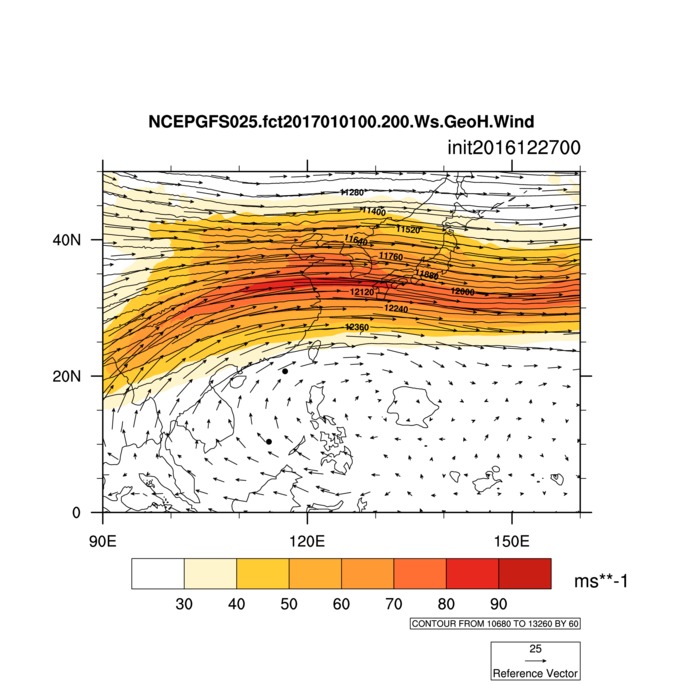 NCEPGFS025.fct2017010100.200.Ws.GeoH.Wind
init2016122700
11280
11400
11520
11640
11760
11880
12120
12000
12240
12360
40N
20N
0
90E 120E 150E
30 40 50 60 70 80 90
ms**-1
CONTOUR FROM 10680 TO 13260 BY 60
25
Reference Vector